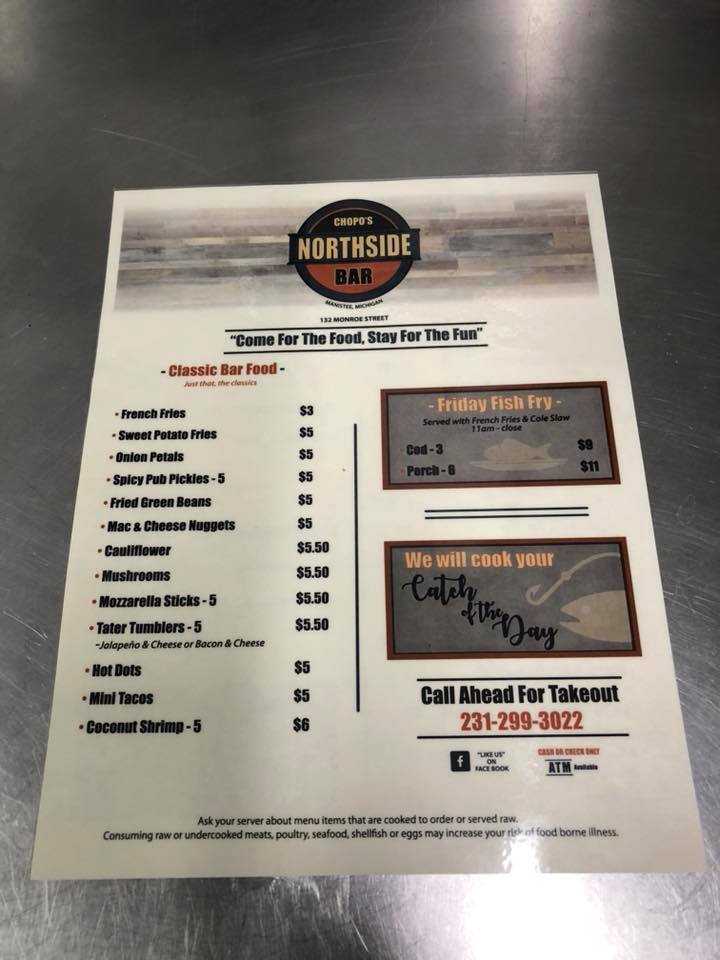 CHOPO'S
NORTHSIDE
BAR
MANISTEE, MICHIGAN
132 MONROE STREET
"Come For The Food, Stay For The Fun"
- Classic Bar Food -
Just that, the classics
• French Fries $3
• Sweet Potato Fries $5
• Onion Petals $5
• Spicy Pub Pickles - 5 $5
• Fried Green Beans $5
• Mac & Cheese Nuggets $5
• Cauliflower $5.50
• Mushrooms $5.50
• Mozzarella Sticks - 5 $5.50
• Tater Tumblers - 5 $5.50
-Jalapeño & Cheese or Bacon & Cheese
• Hot Dots $5
• Mini Tacos $5
• Coconut Shrimp - 5 $6
- Friday Fish Fry -
Served with French Fries & Cole Slaw
11am - close
• Cod - 3 $9
• Perch - 6 $11
We will cook your
Catch
of the
Day
Call Ahead For Takeout
231-299-3022
f
"LIKE US"
ON
FACE BOOK
CASH OR CHECK ONLY
ATM Available
Ask your server about menu items that are cooked to order or served raw.
Consuming raw or undercooked meats, poultry, seafood, shellfish or eggs may increase your risk of food borne illness.